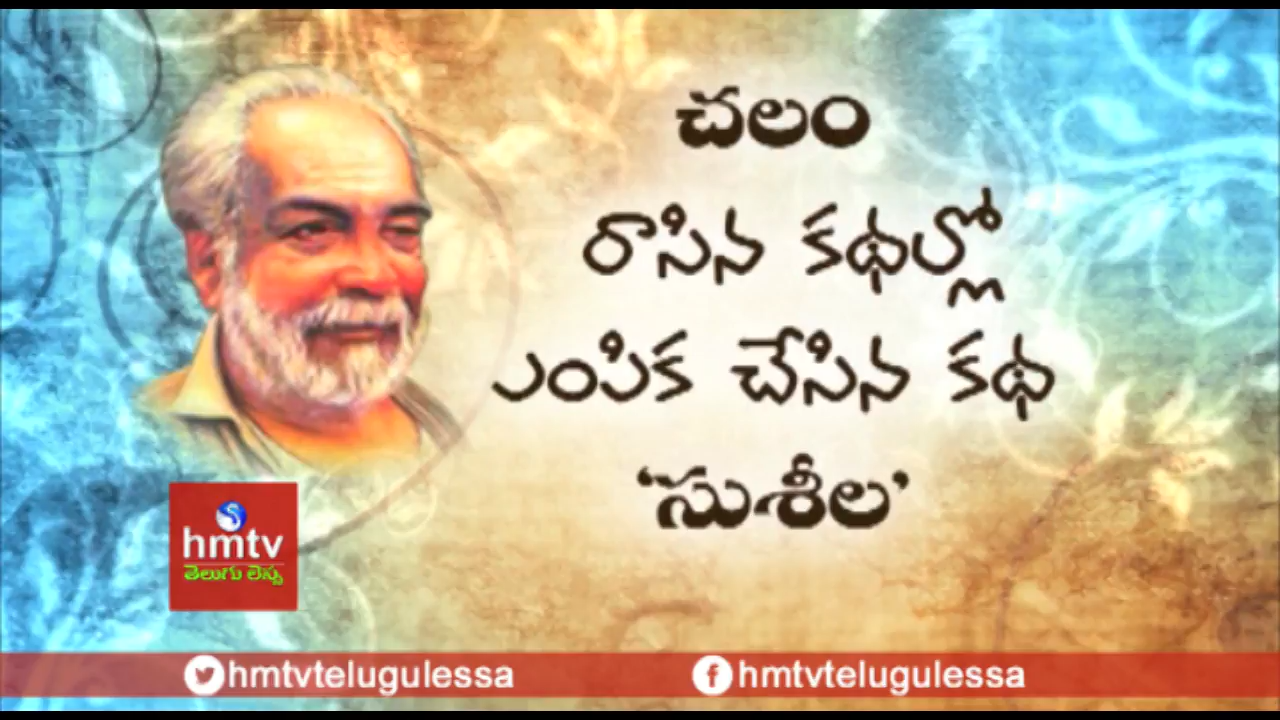 చలం
రాసిన కథల్లో
ఎంపిక చేసిన కథ
‘సుశీల’
hmtv
తెలుగు లెస్స
hmtvtelugulessa
hmtvtelugulessa